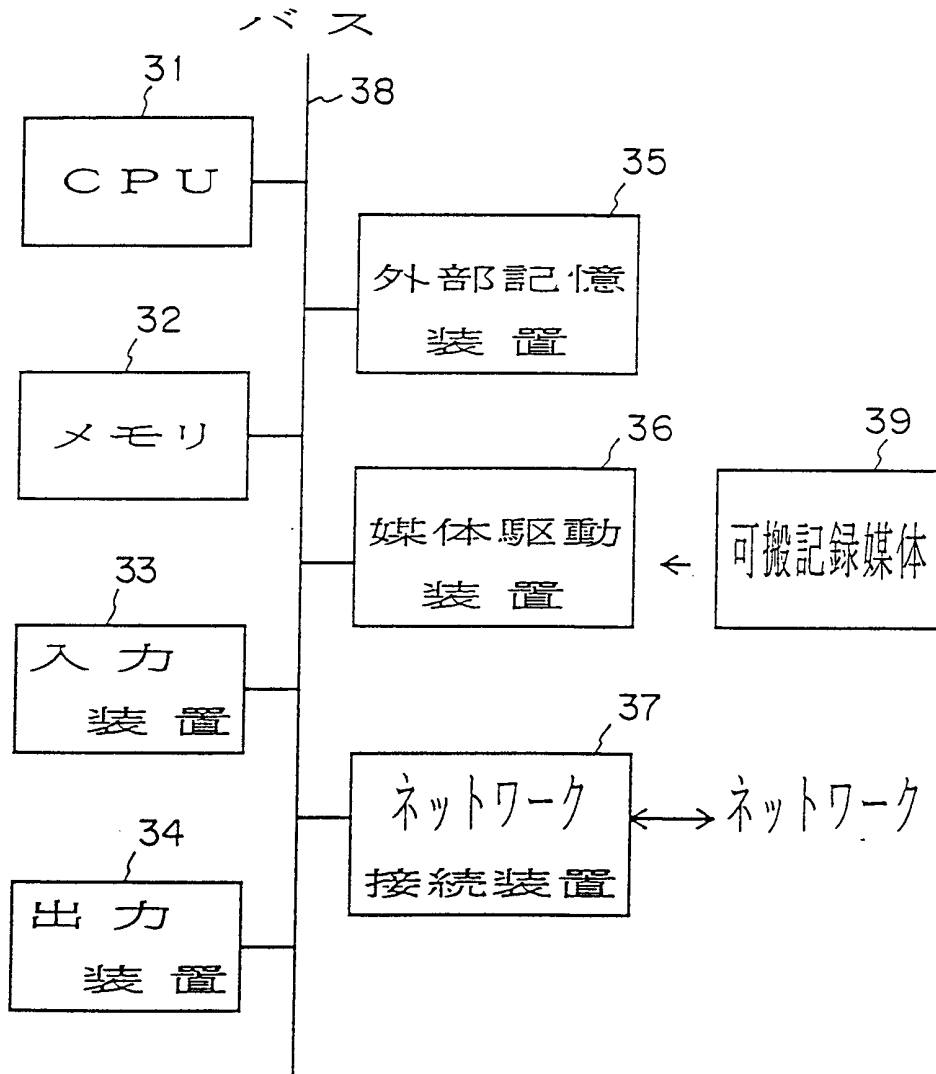 バス
38
31
CPU
35
外部記憶
装置
32
メモリ
36
媒体駆動
装置
39
可搬記録媒体
33
入力
装置
37
ネットワーク
接続装置
ネットワーク
34
出力
装置